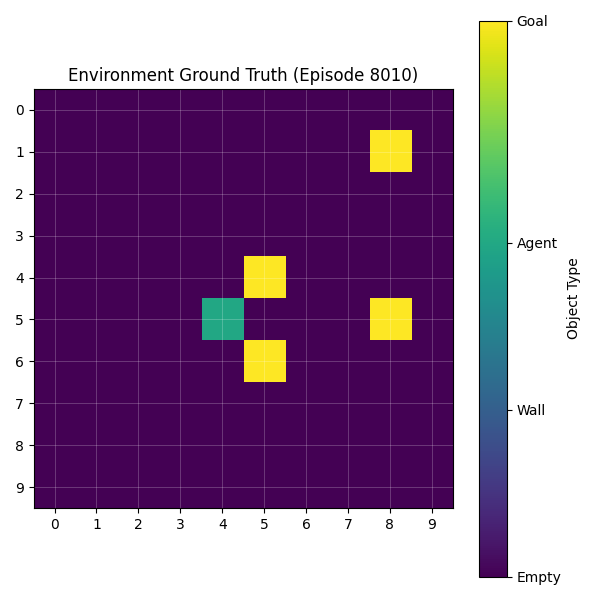 Environment Ground Truth (Episode 8010)
0
1
2
3
4
5
6
7
8
9
0 1 2 3 4 5 6 7 8 9
Goal
Agent
Wall
Empty
Object Type